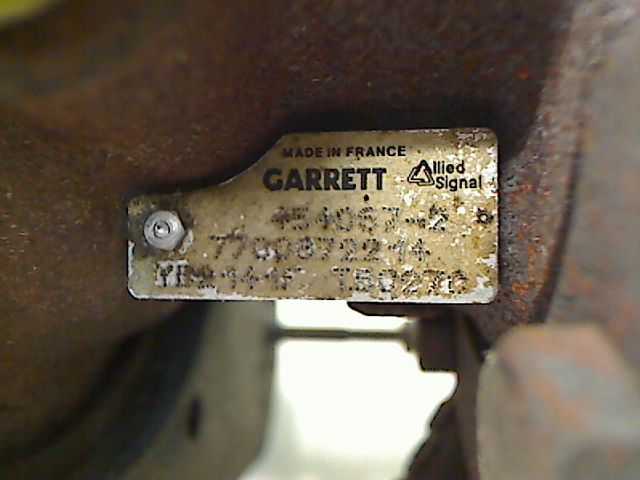 MADE IN FRANCE
GARRETT Allied Signal
454067-2
7700872214